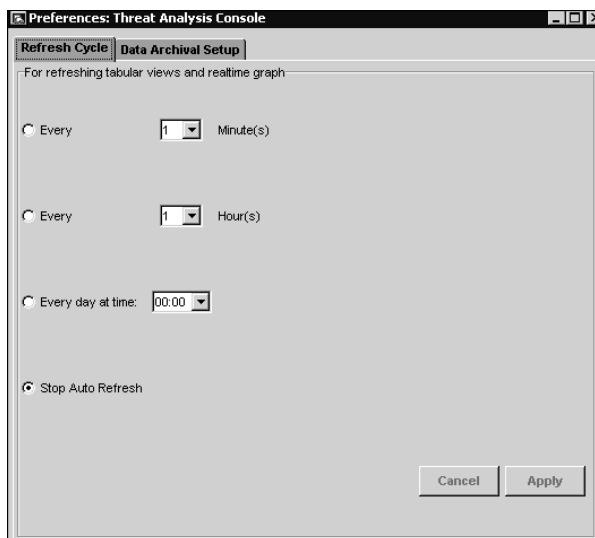 Preferences: Threat Analysis Console
Refresh Cycle Data Archival Setup
For refreshing tabular views and realtime graph
Every 1 Minute(s)
Every 1 Hour(s)
Every day at time: 00:00
Stop Auto Refresh
Cancel Apply